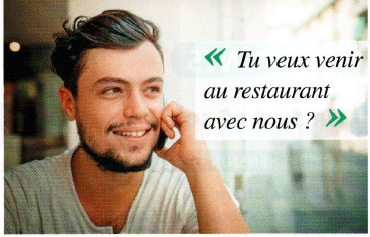 « Tu veux venir
au restaurant
avec nous ? »